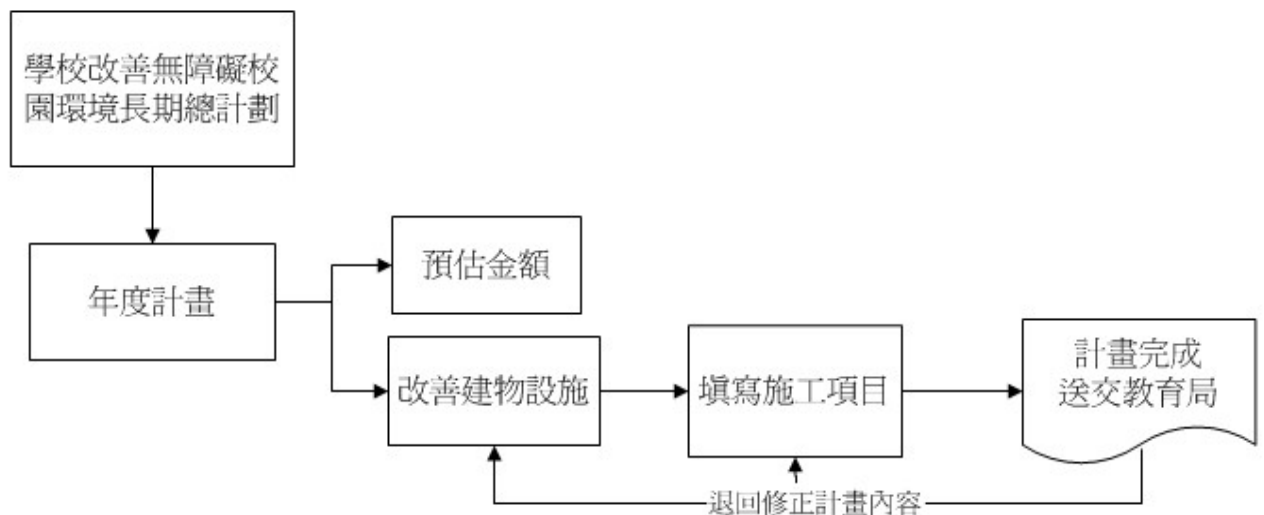 學校改善無障礙校
園環境長期總計劃
年度計畫
預估金額
改善建物設施
填寫施工項目
計畫完成
送交教育局
退回修正計畫內容